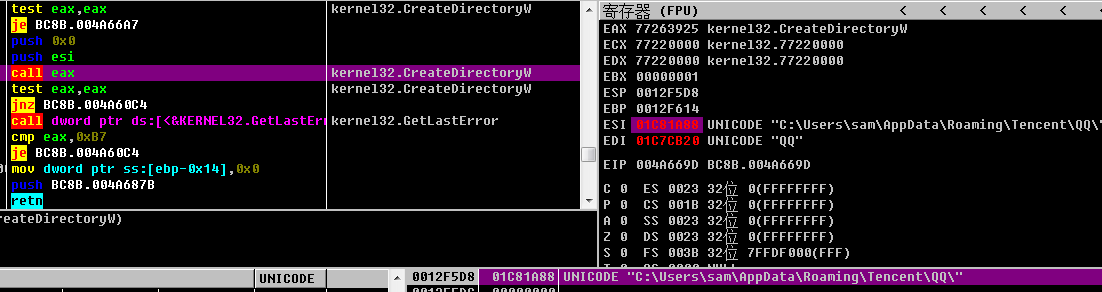 test eax,eax kernel32.CreateDirectoryW
je BC8B.004A66A7
push 0x0
push esi
call eax kernel32.CreateDirectoryW
test eax,eax kernel32.CreateDirectoryW
jnz BC8B.004A60C4
call dword ptr ds:[<&KERNEL32.GetLastErr kernel32.GetLastError
cmp eax,0xB7
je BC8B.004A60C4
mov dword ptr ss:[ebp-0x14],0x0
push BC8B.004A687B
retn
reateDirectoryW)
寄存器 (FPU) < < < < <
EAX 77263925 kernel32.CreateDirectoryW
ECX 77220000 kernel32.77220000
EDX 77220000 kernel32.77220000
EBX 00000001
ESP 0012F5D8
EBP 0012F614
ESI 01C81A88 UNICODE "C:\Users\sam\AppData\Roaming\Tencent\QQ\"
EDI 01C7CB20 UNICODE "QQ"
EIP 004A669D BC8B.004A669D
C 0 ES 0023 32位 0(FFFFFFFF)
P 0 CS 001B 32位 0(FFFFFFFF)
A 0 SS 0023 32位 0(FFFFFFFF)
Z 0 DS 0023 32位 0(FFFFFFFF)
S 0 FS 003B 32位 7FFDF000(FFF)
UNICODE
0012F5D8 01C81A88 UNICODE "C:\Users\sam\AppData\Roaming\Tencent\QQ\"